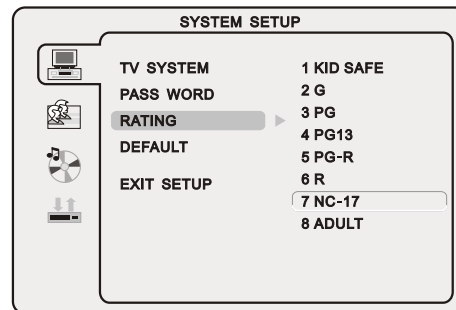 SYSTEM SETUP
TV SYSTEM
PASS WORD
RATING
DEFAULT
EXIT SETUP
1 KID SAFE
2 G
3 PG
4 PG13
5 PG-R
6 R
7 NC-17
8 ADULT